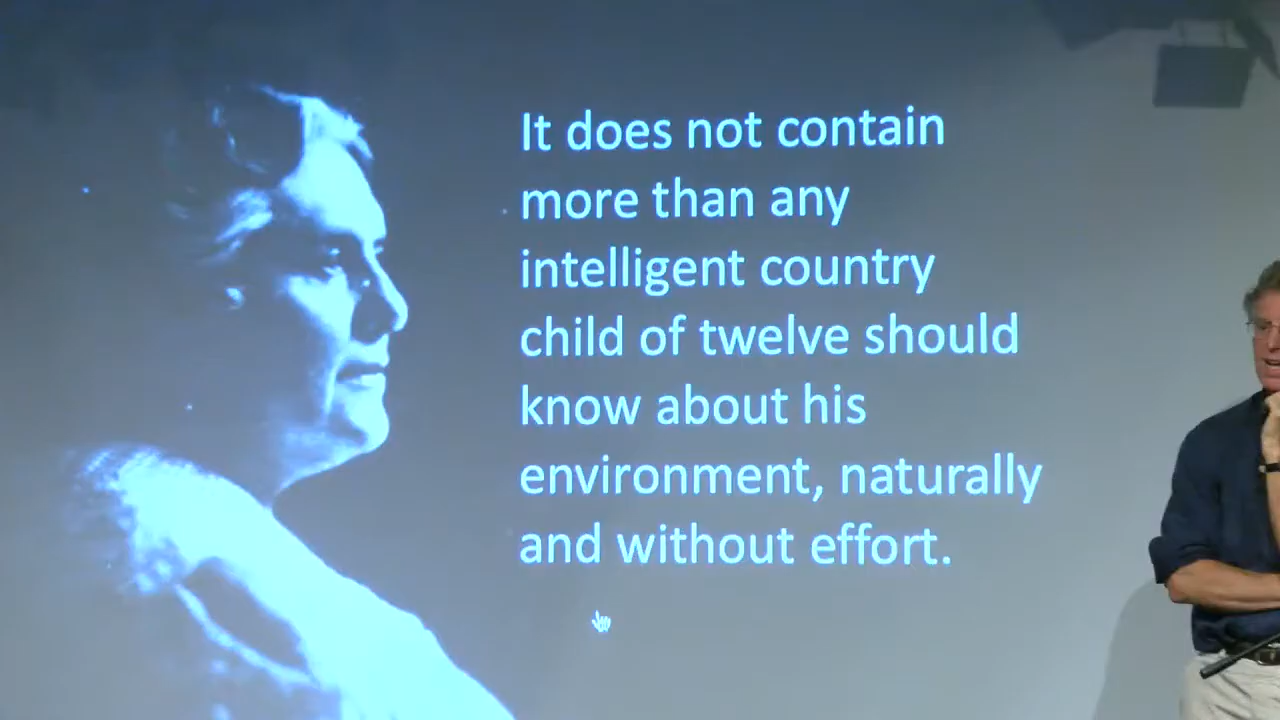 It does not contain
more than any
intelligent country
child of twelve should
know about his
environment, naturally
and without effort.